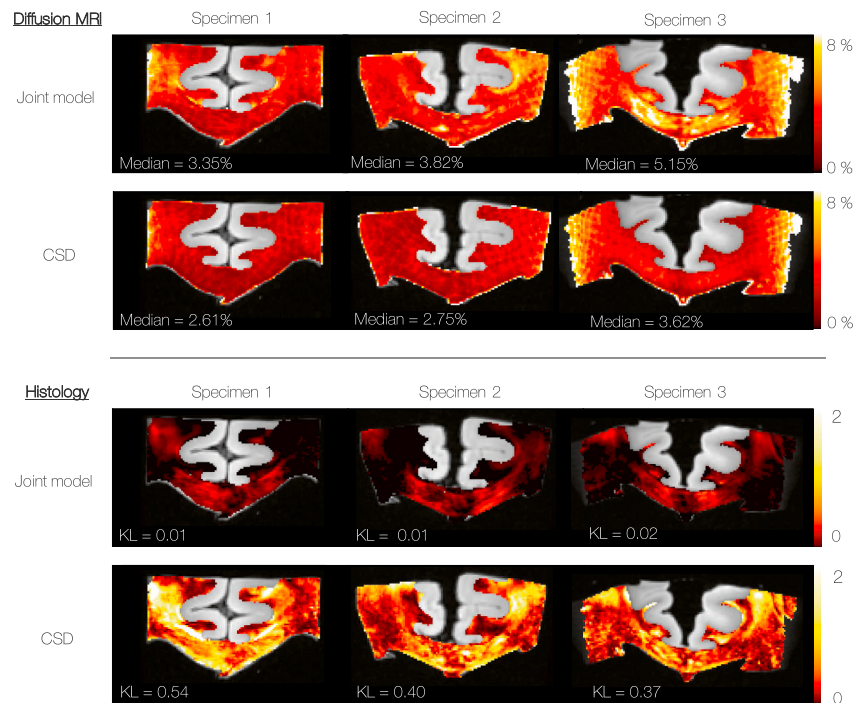 Diffusion MRI Specimen 1 Specimen 2 Specimen 3
8 %
Joint model
Median = 3.35% Median = 3.82% Median = 5.15% 0 %
8 %
CSD
Median = 2.61% Median = 2.75% Median = 3.62% 0 %
Histology Specimen 1 Specimen 2 Specimen 3
2
Joint model
KL = 0.01 KL = 0.01 KL = 0.02 0
2
CSD
KL = 0.54 KL = 0.40 KL = 0.37 0